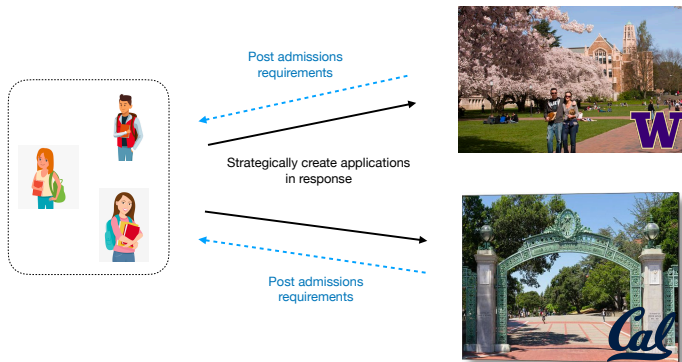 Post admissions
requirements
W
Strategically create applications
in response
Post admissions
requirements
Cal